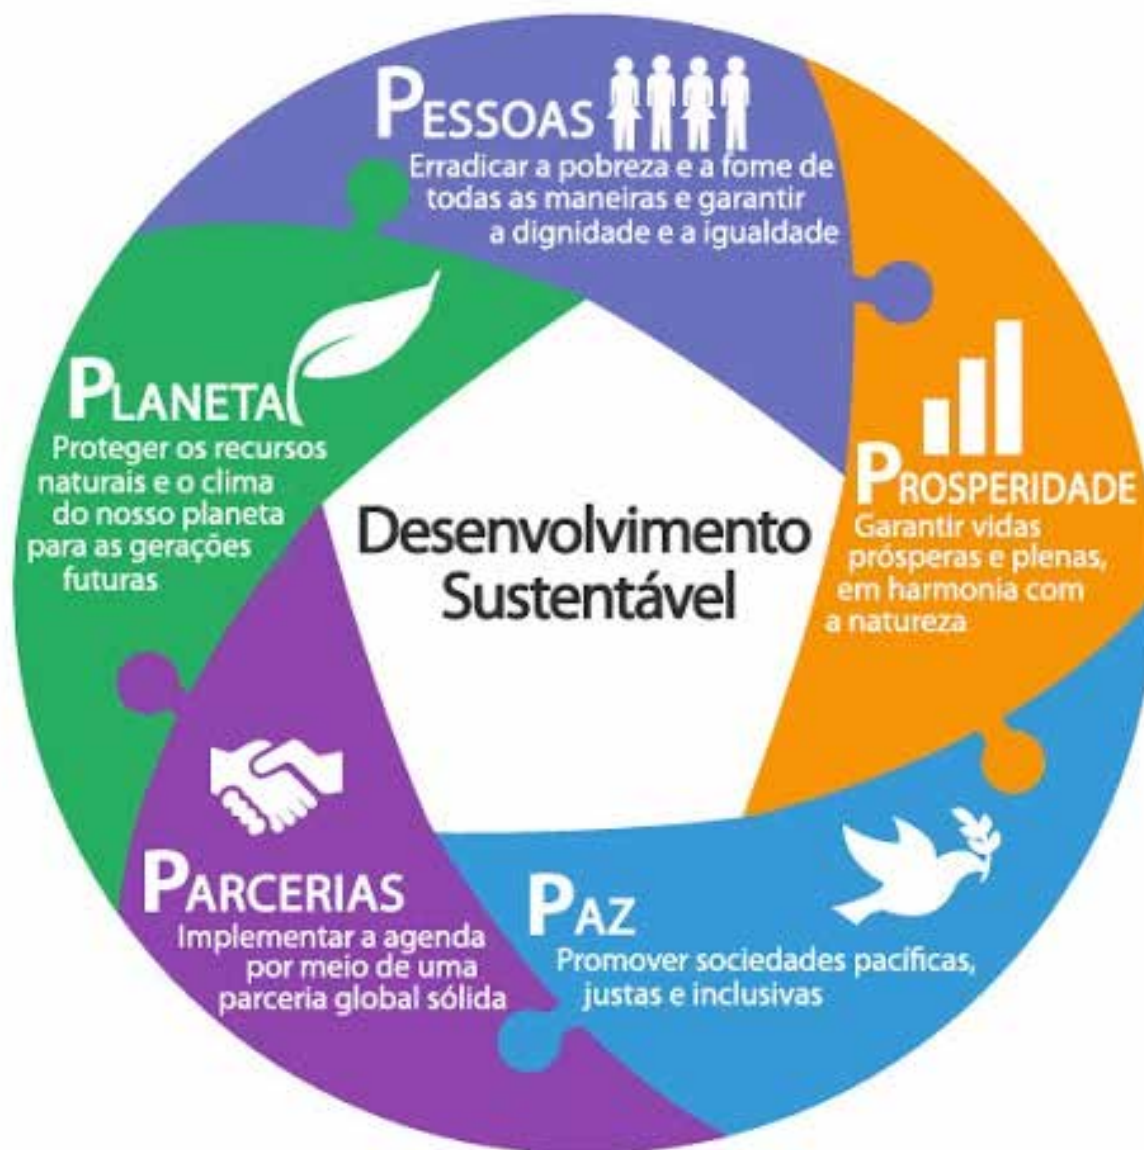 PESSOAS
Erradicar a pobreza e a fome de
todas as maneiras e garantir
a dignidade e a igualdade
PROSPERIDADE
Garantir vidas
prósperas e plenas,
em harmonia com
a natureza
PAZ
Promover sociedades pacíficas,
justas e inclusivas
PARCERIAS
Implementar a agenda
por meio de uma
parceria global sólida
PLANETA
Proteger os recursos
naturais e o clima
do nosso planeta
para as gerações
futuras
Desenvolvimento
Sustentável